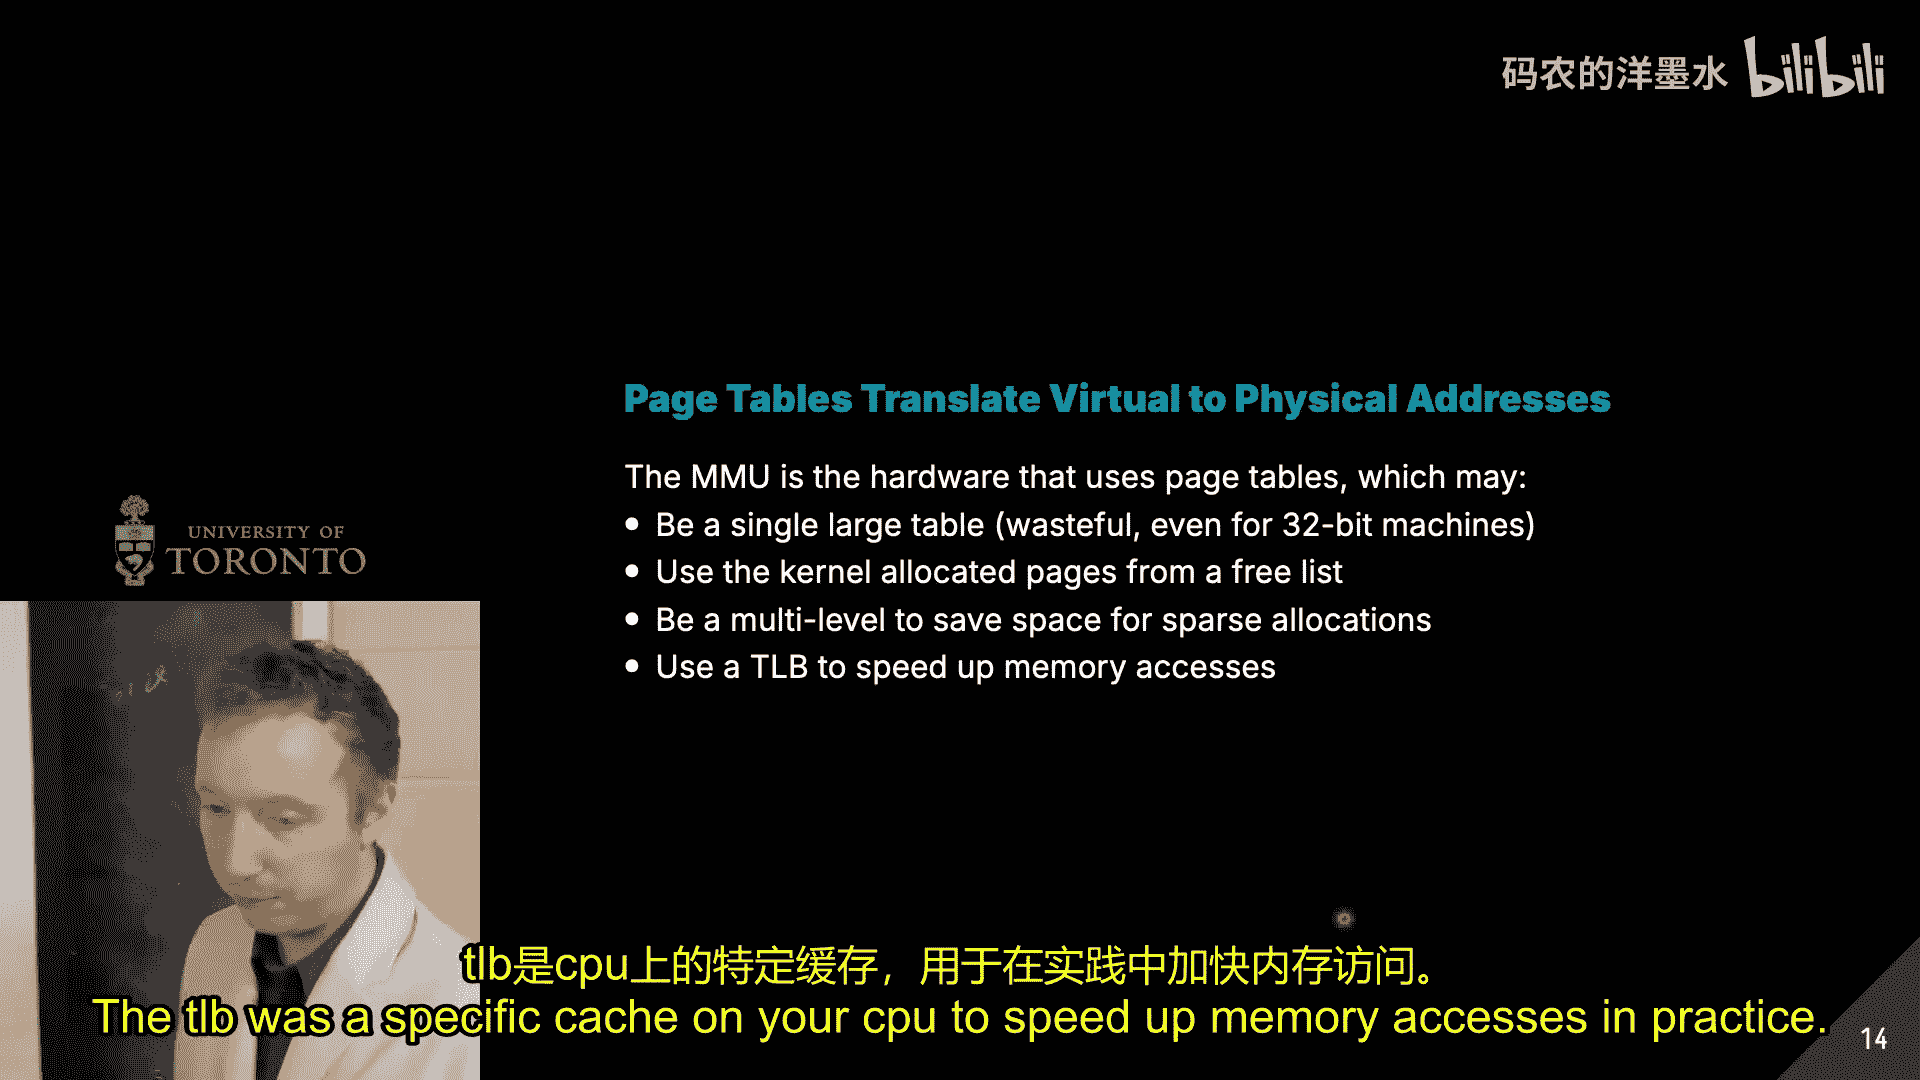 码农的洋墨水 bilibili
Page Tables Translate Virtual to Physical Addresses
The MMU is the hardware that uses page tables, which may:
• Be a single large table (wasteful, even for 32-bit machines)
• Use the kernel allocated pages from a free list
• Be a multi-level to save space for sparse allocations
• Use a TLB to speed up memory accesses
UNIVERSITY OF
TORONTO
tlb是cpu上的特定缓存，用于在实践中加快内存访问。
The tlb was a specific cache on your cpu to speed up memory accesses in practice.
14